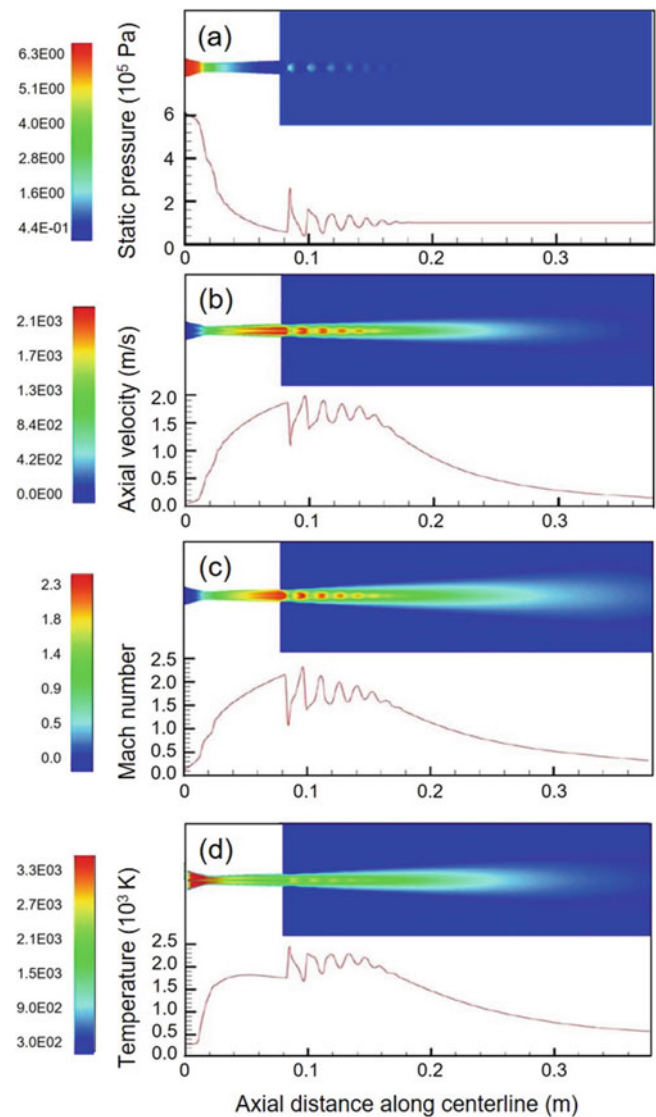 (a)
6.3E00
5.1E00
4.0E00
2.8E00
1.6E00
4.4E-01
Static pressure (10⁵ Pa)
6
4
2
0
0 0.1 0.2 0.3
(b)
2.1E03
1.7E03
1.3E03
8.4E02
4.2E02
0.0E00
Axial velocity (m/s)
2.0
1.5
1.0
0.5
0.0
0 0.1 0.2 0.3
(c)
2.3
1.8
1.4
0.9
0.5
0.0
Mach number
2.5
2.0
1.5
1.0
0.5
0.0
0 0.1 0.2 0.3
(d)
3.3E03
2.7E03
2.1E03
1.5E03
9.0E02
3.0E02
Temperature (10³ K)
2.5
2.0
1.5
1.0
0.5
0.0
0 0.1 0.2 0.3
Axial distance along centerline (m)